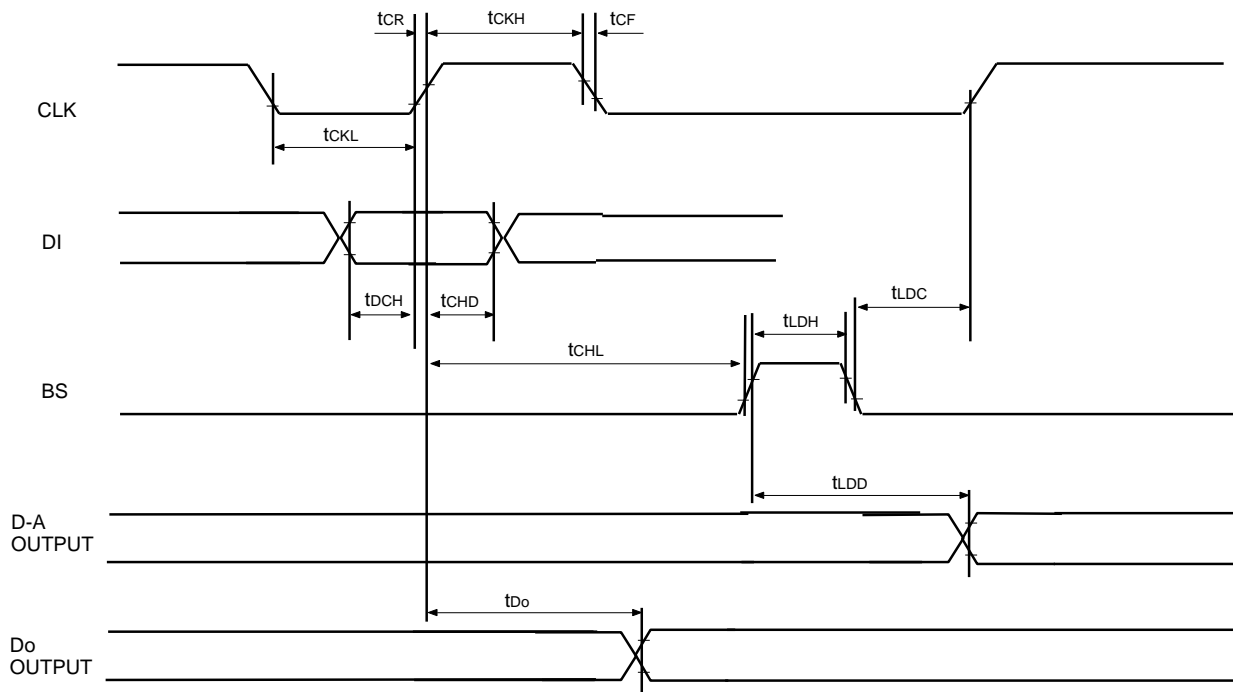 tCR
tCKH
tCF
CLK
tCKL
DI
tDCH
tCHD
tLDC
tLDH
tCHL
BS
tLDD
D-A
OUTPUT
tDo
Do
OUTPUT